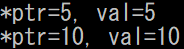 *ptr=5, val=5
*ptr=10, val=10